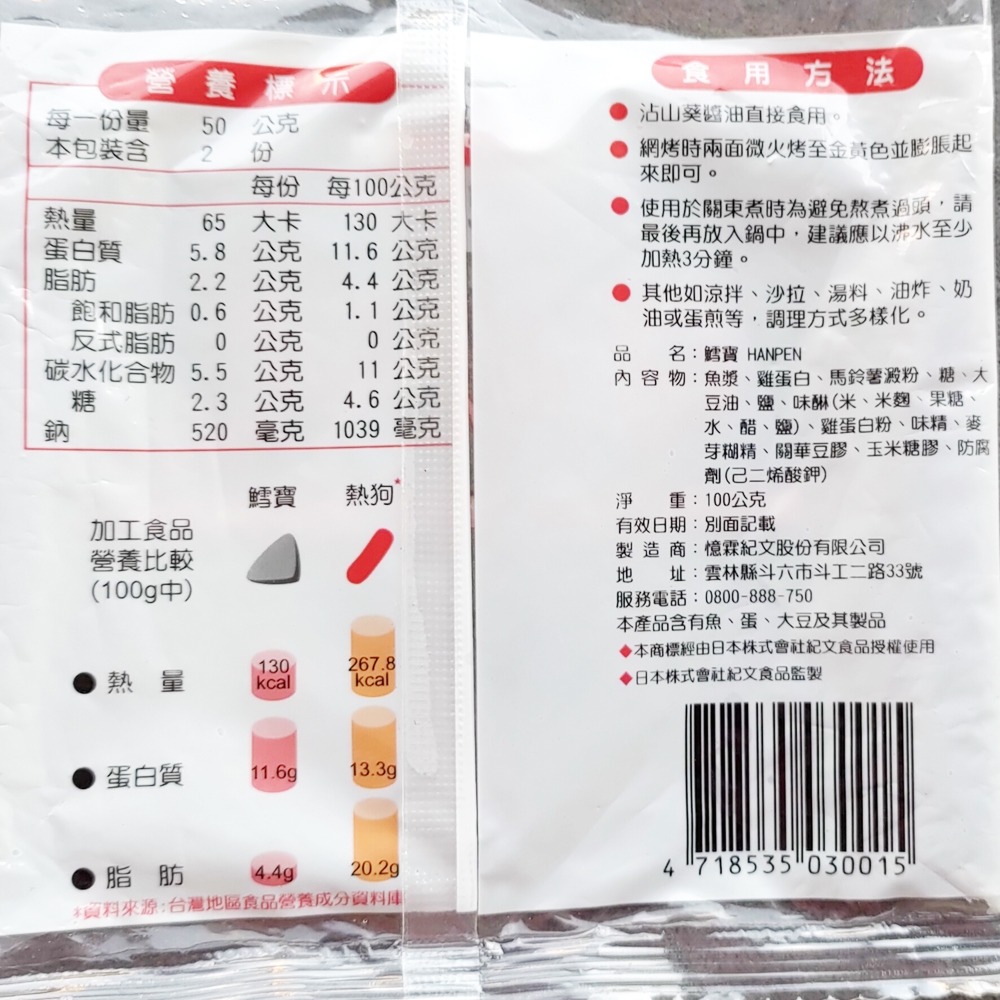 營養標示
每一份量 50 公克
本包裝含 2 份
每份 每100公克
熱量 65 大卡 130 大卡
蛋白質 5.8 公克 11.6 公克
脂肪 2.2 公克 4.4 公克
飽和脂肪 0.6 公克 1.1 公克
反式脂肪 0 公克 0 公克
碳水化合物 5.5 公克 11 公克
糖 2.3 公克 4.6 公克
鈉 520 毫克 1039 毫克
鱈寶 熱狗*
加工食品
營養比較
(100g中)
●熱量 130 kcal 267.8 kcal
●蛋白質 11.6g 13.3g
●脂肪 4.4g 20.2g
*資料來源:台灣地區食品營養成分資料庫
食用方法
● 沾山葵醬油直接食用。
● 網烤時兩面微火烤至金黃色並膨脹起
來即可。
● 使用於關東煮時為避免熬煮過頭，請
最後再放入鍋中，建議應以沸水至少
加熱3分鐘。
● 其他如涼拌、沙拉、湯料、油炸、奶
油或蛋煎等，調理方式多樣化。
品名：鱈寶 HANPEN
內容物：魚漿、雞蛋白、馬鈴薯澱粉、糖、大
豆油、鹽、味醂(米、米麴、果糖、
水、醋、鹽)、雞蛋白粉、味精、麥
芽糊精、關華豆膠、玉米糖膠、防腐
劑(己二烯酸鉀)
淨重：100公克
有效日期：別面記載
製造商：憶霖紀文股份有限公司
地址：雲林縣斗六市斗工二路33號
服務電話：0800-888-750
本產品含有魚、蛋、大豆及其製品
◆本商標經由日本株式會社紀文食品授權使用
◆日本株式會社紀文食品監製
4 718535 030015